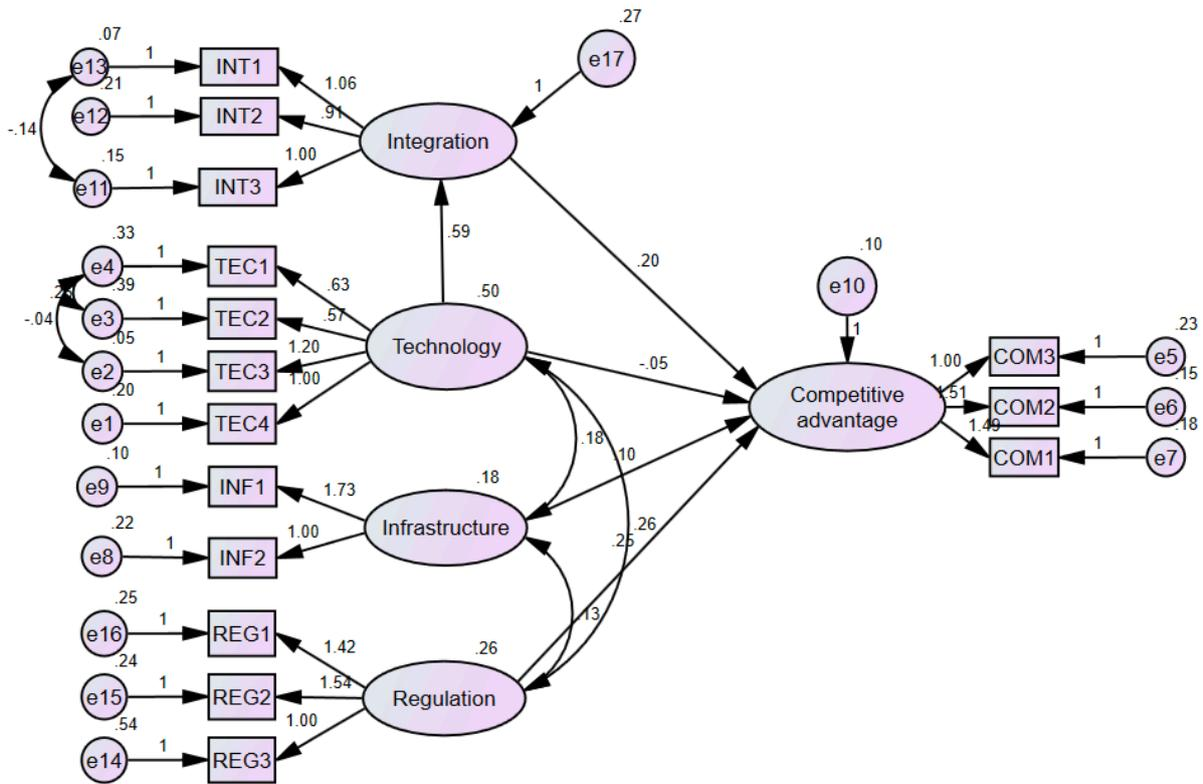 .07
.27
e13
1
INT1
e17
.21
1.06
1
e12
1
INT2
.91
-.14
Integration
.15
1.00
e11
1
INT3
.59
.33
.20
.10
e4
1
TEC1
.63
.50
e10
.39
-.04
e3
1
TEC2
.57
1
.23
.05
Technology
1.20
-.05
1.00
COM3
1
e5
e2
1
TEC3
.15
.20
1.00
Competitive
advantage
1.51
COM2
1
e6
e1
1
TEC4
1.49
.18
.18
.10
COM1
1
e7
.10
e9
1
INF1
1.73
.18
.22
Infrastructure
1.00
.26
.25
e8
1
INF2
.25
.13
e16
1
REG1
1.42
.26
.24
1.54
e15
1
REG2
Regulation
.54
1.00
e14
1
REG3